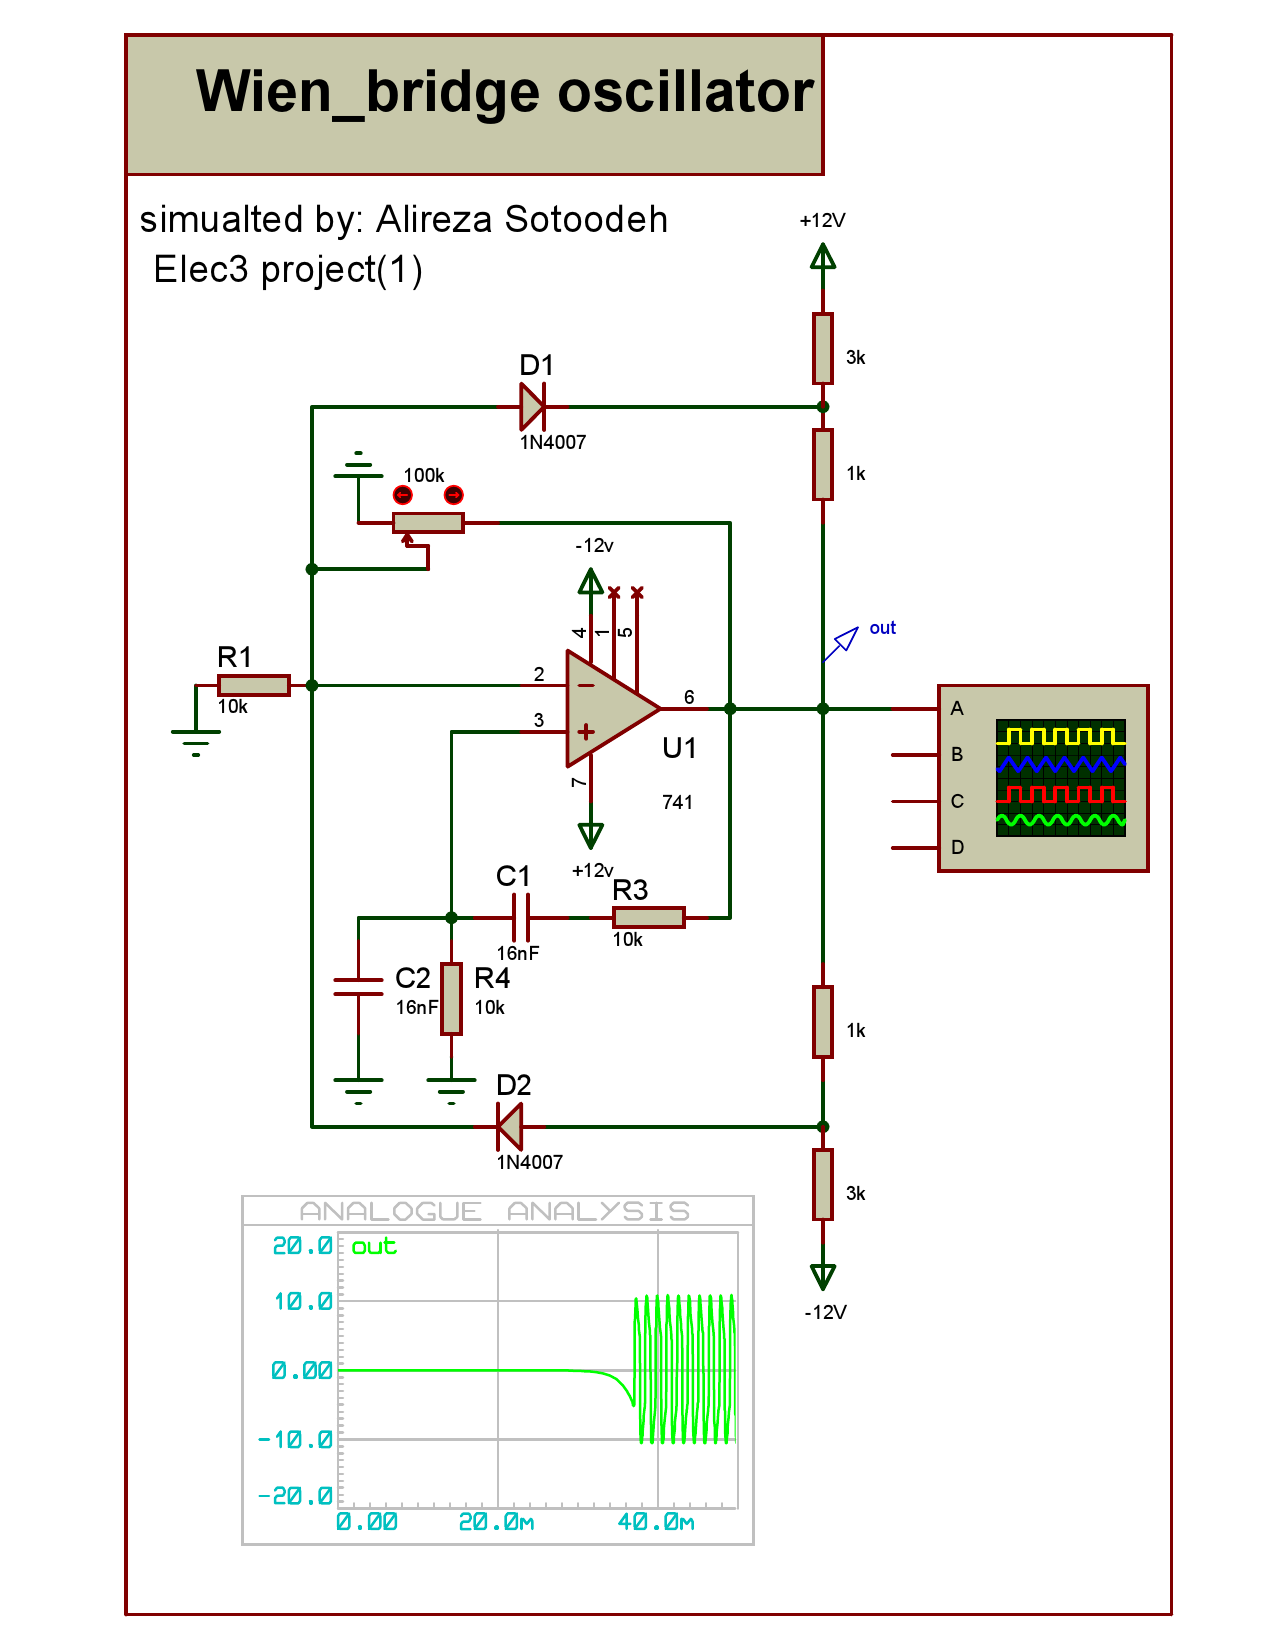 Wien_bridge oscillator
simualted by: Alireza Sotoodeh
Elec3 project(1)
+12V
3k
D1
1N4007
1k
100k
-12v
4
1
5
out
R1
10k
2
3
6
7
U1
741
A
B
C
D
+12v
C1
16nF
R3
10k
C2
16nF
R4
10k
1k
D2
1N4007
3k
-12V
ANALOGUE ANALYSIS
out
20.0
10.0
0.00
-10.0
-20.0
0.00 20.0m 40.0m